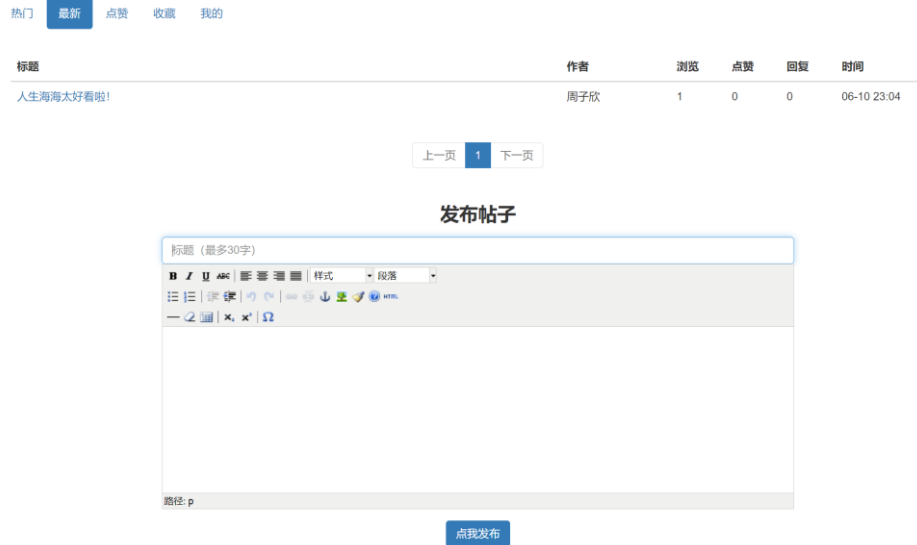 热门 最新 点赞 收藏 我的
标题 作者 浏览 点赞 回复 时间
人生海海太好看啦! 周子欣 1 0 0 06-10 23:04
上一页 1 下一页
发布帖子
标题（最多30字）
B I U ABC 样式 段落
HTML
x, x² Ω
路径: p
点我发布